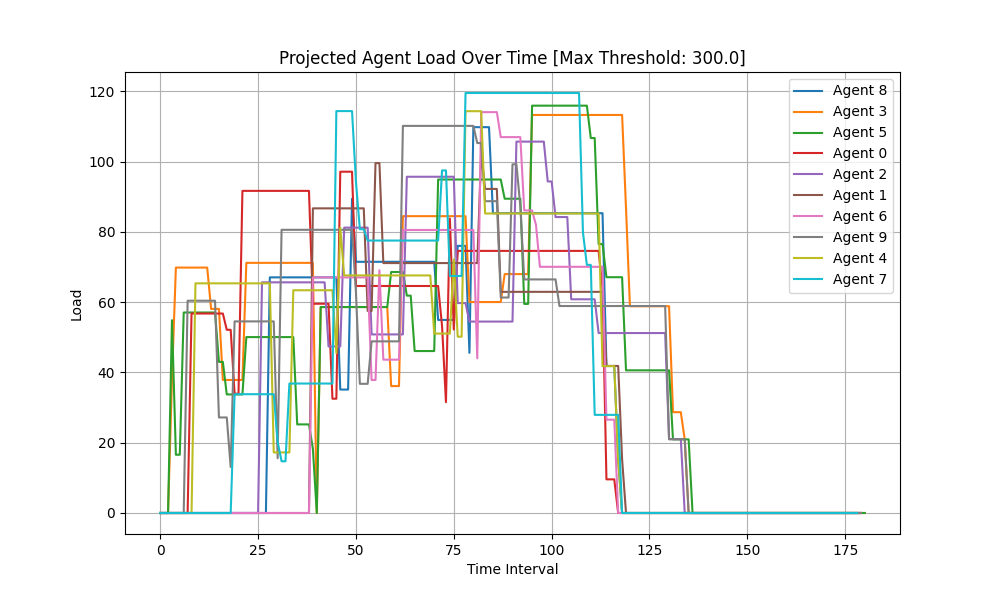 Projected Agent Load Over Time [Max Threshold: 300.0]
Load
120
100
80
60
40
20
0
0 25 50 75 100 125 150 175
Time Interval
Agent 8
Agent 3
Agent 5
Agent 0
Agent 2
Agent 1
Agent 6
Agent 9
Agent 4
Agent 7